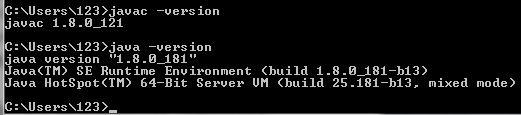 C:\Users\123>javac -version
javac 1.8.0_121
C:\Users\123>java -version
java version "1.8.0_181"
Java(TM) SE Runtime Environment (build 1.8.0_181-b13)
Java HotSpot(TM) 64-Bit Server VM (build 25.181-b13, mixed mode)
C:\Users\123>_